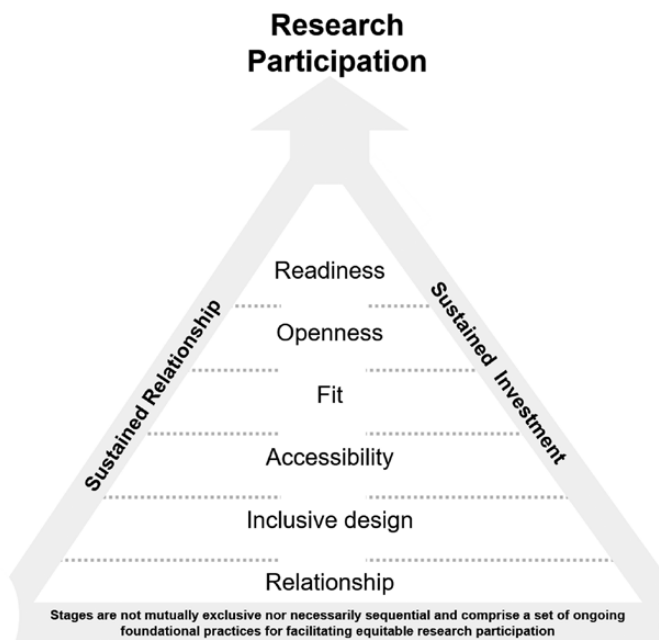 Research
Participation
Readiness
Openness
Fit
Accessibility
Inclusive design
Relationship
Sustained Relationship
Sustained Investment
Stages are not mutually exclusive nor necessarily sequential and comprise a set of ongoing
foundational practices for facilitating equitable research participation